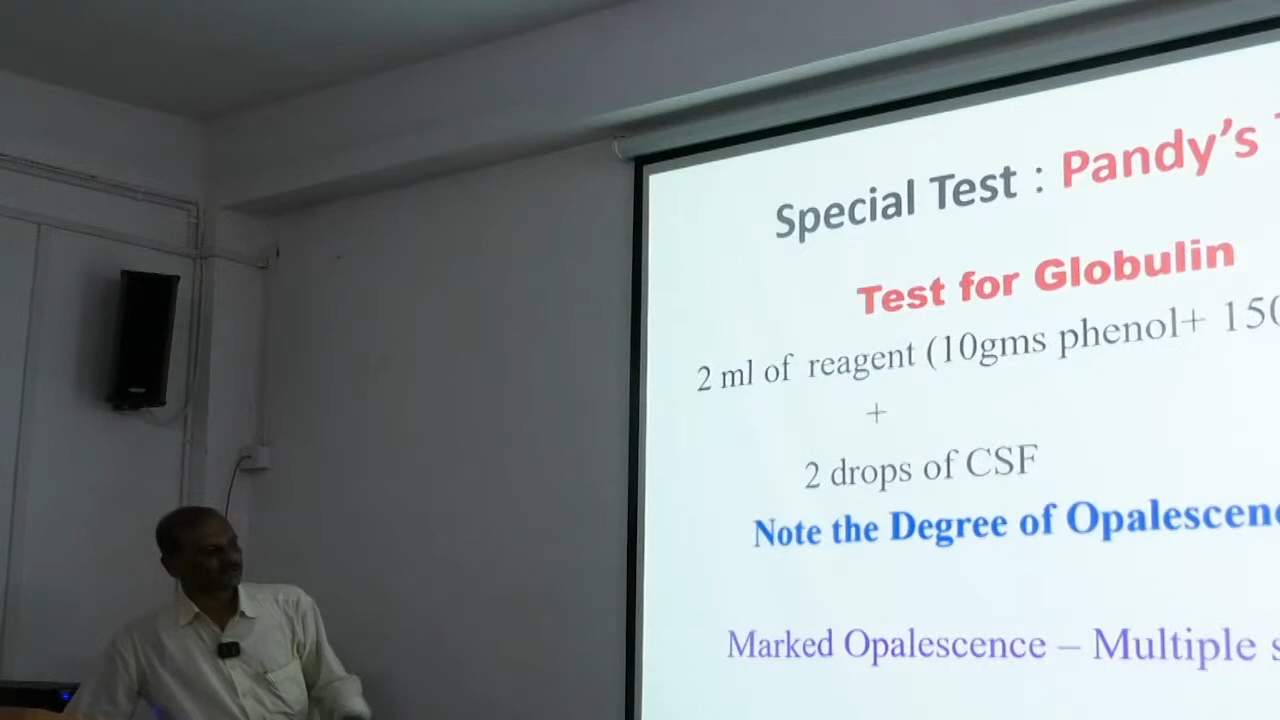 Special Test : Pandy's
Test for Globulin
2 ml of reagent (10gms phenol+ 150
+
2 drops of CSF
Note the Degree of Opalescen
Marked Opalescence – Multiple s